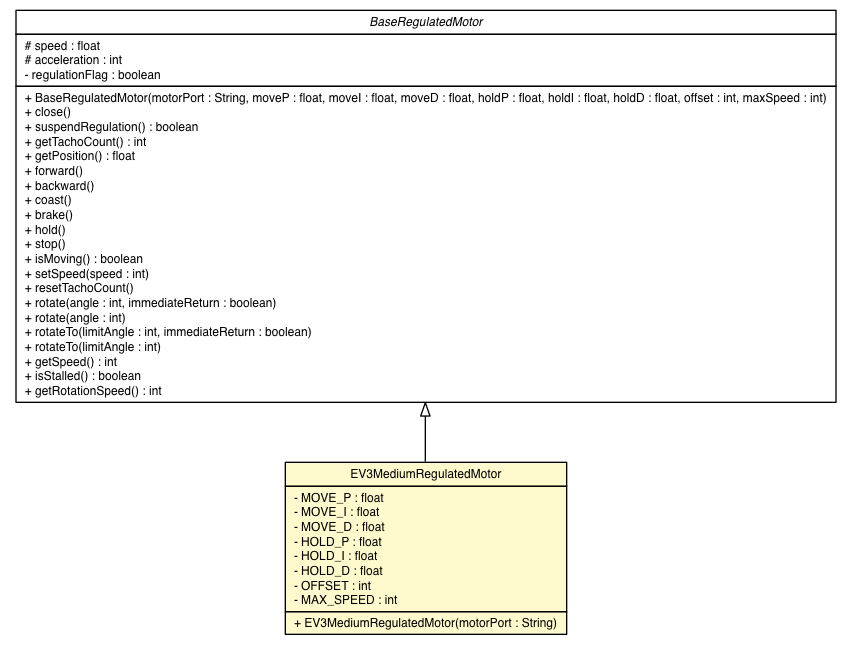 BaseRegulatedMotor
# speed : float
# acceleration : int
- regulationFlag : boolean
+ BaseRegulatedMotor(motorPort : String, moveP : float, moveI : float, moveD : float, holdP : float, holdI : float, holdD : float, offset : int, maxSpeed : int)
+ close()
+ suspendRegulation() : boolean
+ getTachoCount() : int
+ getPosition() : float
+ forward()
+ backward()
+ coast()
+ brake()
+ hold()
+ stop()
+ isMoving() : boolean
+ setSpeed(speed : int)
+ resetTachoCount()
+ rotate(angle : int, immediateReturn : boolean)
+ rotate(angle : int)
+ rotateTo(limitAngle : int, immediateReturn : boolean)
+ rotateTo(limitAngle : int)
+ getSpeed() : int
+ isStalled() : boolean
+ getRotationSpeed() : int
EV3MediumRegulatedMotor
- MOVE_P : float
- MOVE_I : float
- MOVE_D : float
- HOLD_P : float
- HOLD_I : float
- HOLD_D : float
- OFFSET : int
- MAX_SPEED : int
+ EV3MediumRegulatedMotor(motorPort : String)